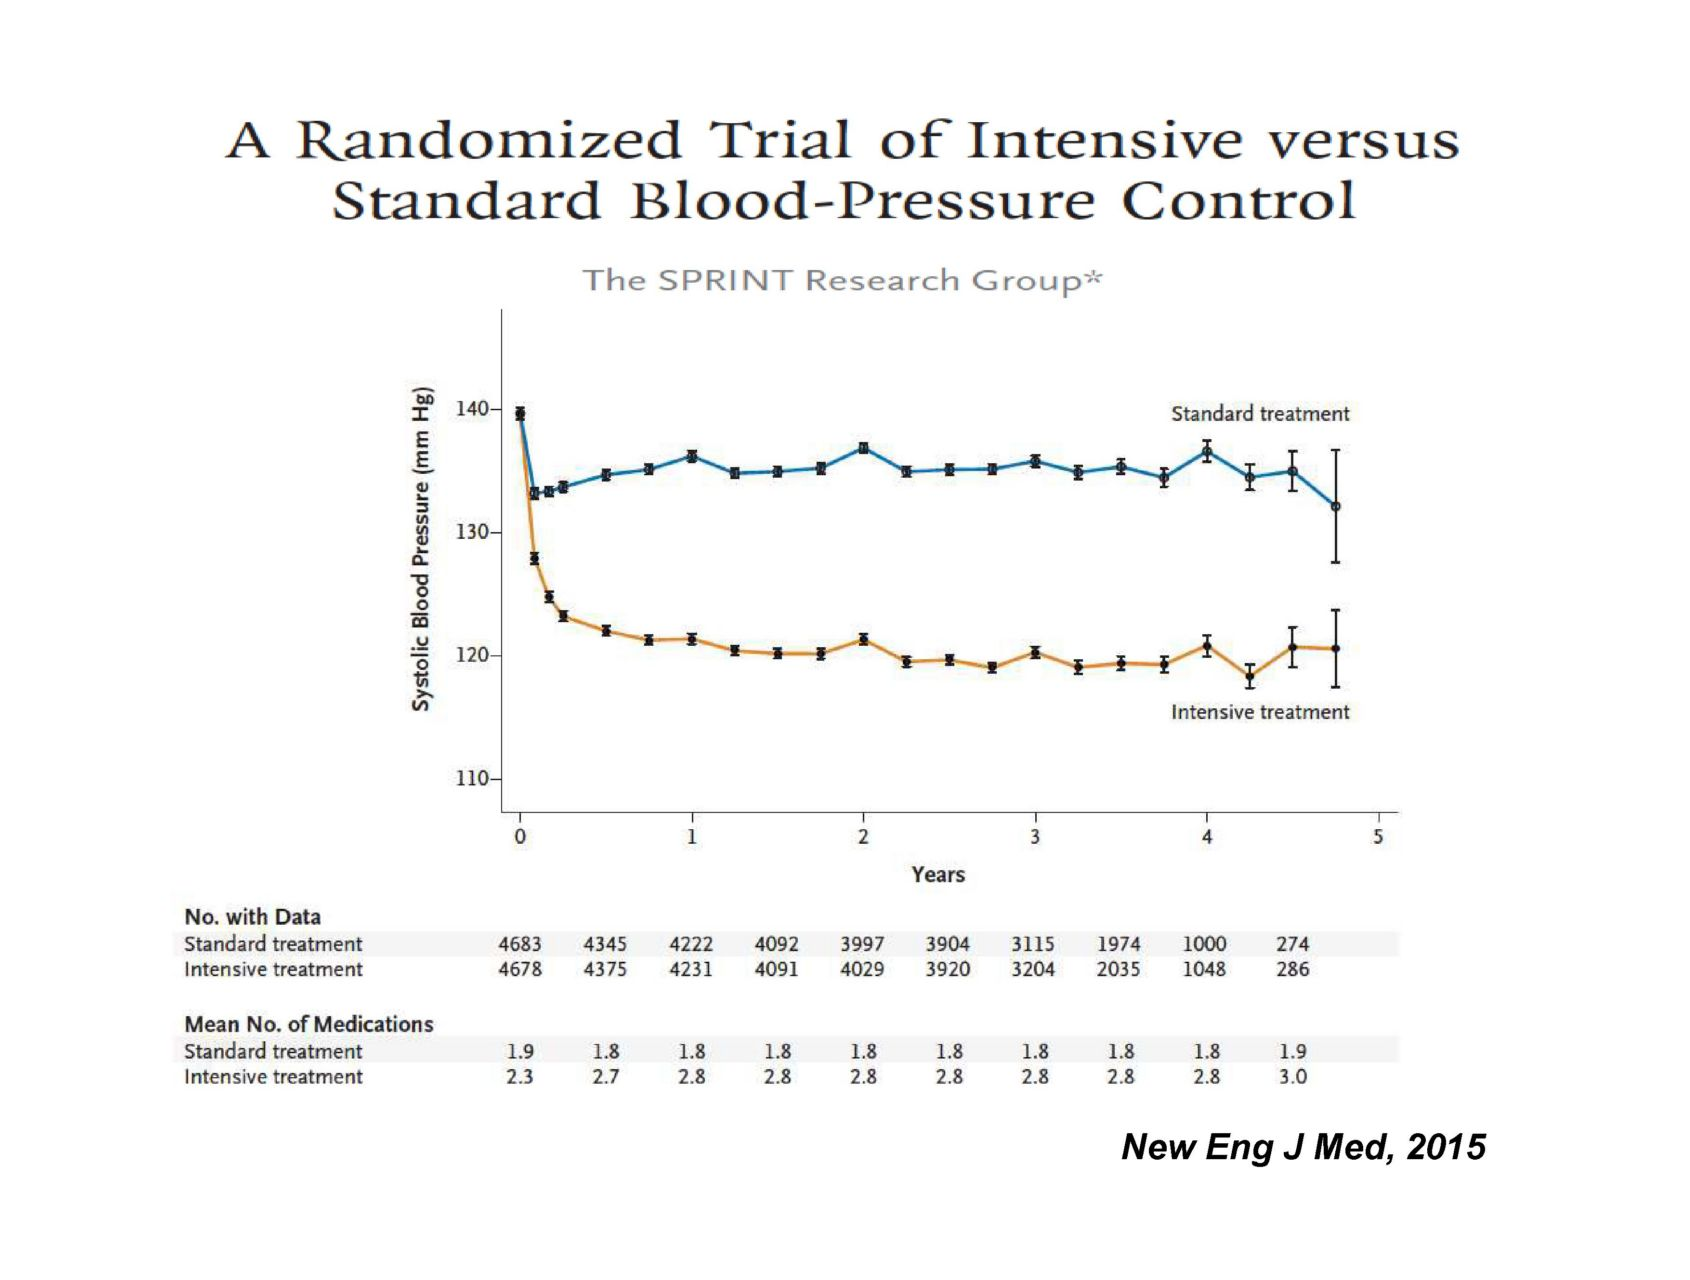 A Randomized Trial of Intensive versus
Standard Blood-Pressure Control
The SPRINT Research Group*
Systolic Blood Pressure (mm Hg)
140
130
120
110
Standard treatment
Intensive treatment
0 1 2 3 4 5
Years
No. with Data
Standard treatment 4683 4345 4222 4092 3997 3904 3115 1974 1000 274
Intensive treatment 4678 4375 4231 4091 4029 3920 3204 2035 1048 286
Mean No. of Medications
Standard treatment 1.9 1.8 1.8 1.8 1.8 1.8 1.8 1.8 1.8 1.9
Intensive treatment 2.3 2.7 2.8 2.8 2.8 2.8 2.8 2.8 2.8 3.0
New Eng J Med, 2015